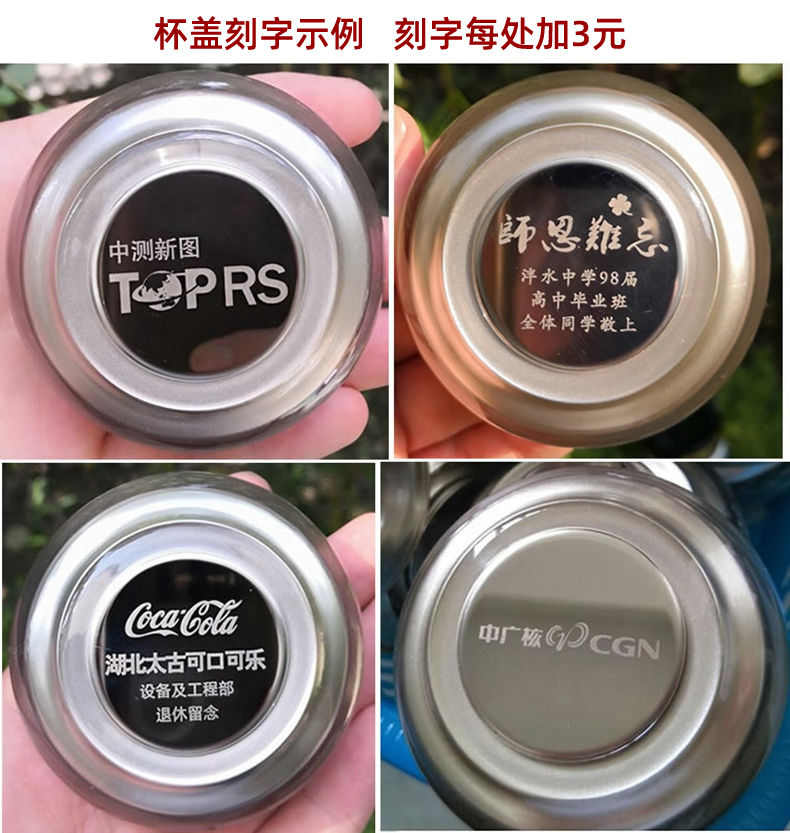 杯盖刻字示例 刻字每处加3元
中测新图
TOPRS
師恩難忘
泮水中学98届
高中毕业班
全体同学敬上
Coca-Cola
湖北太古可口可乐
设备及工程部
退休留念
中广核 CGN